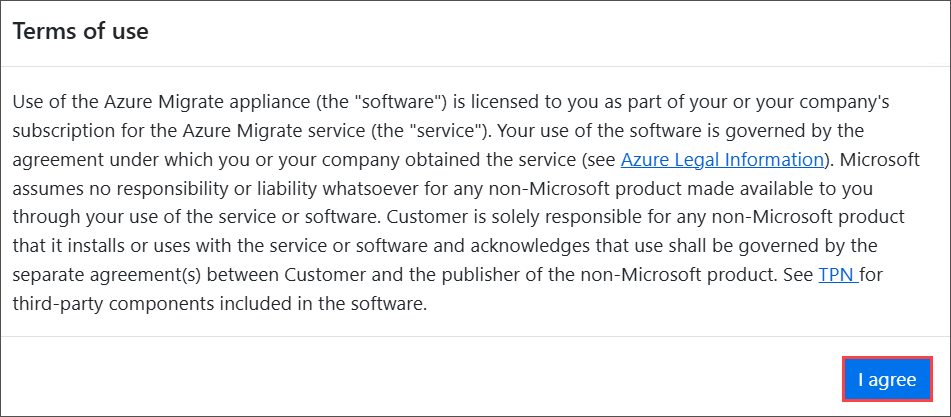 Terms of use
Use of the Azure Migrate appliance (the "software") is licensed to you as part of your or your company's
subscription for the Azure Migrate service (the "service"). Your use of the software is governed by the
agreement under which you or your company obtained the service (see Azure Legal Information). Microsoft
assumes no responsibility or liability whatsoever for any non-Microsoft product made available to you
through your use of the service or software. Customer is solely responsible for any non-Microsoft product
that it installs or uses with the service or software and acknowledges that use shall be governed by the
separate agreement(s) between Customer and the publisher of the non-Microsoft product. See TPN for
third-party components included in the software.
I agree